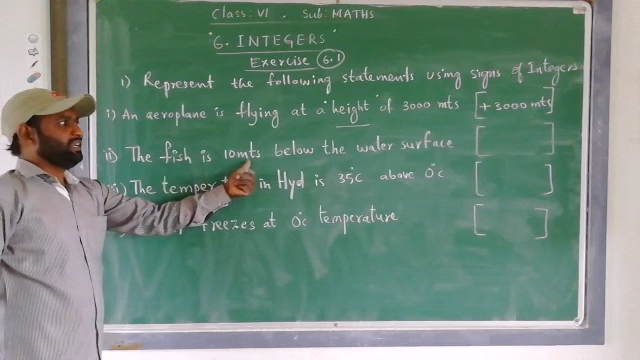 Class: VI . Sub: MATHS
"6. INTEGERS"
Exercise 6.1
1) Represent the following statements using signs of Integers
i) An aeroplane is flying at a "height" of 3000 mts [+3000 mts]
ii) The fish is 10mts below the water surface [ ]
The temper in Hyd is 35°c above 0°c [ ]
freezes at 0°c temperature [ ]